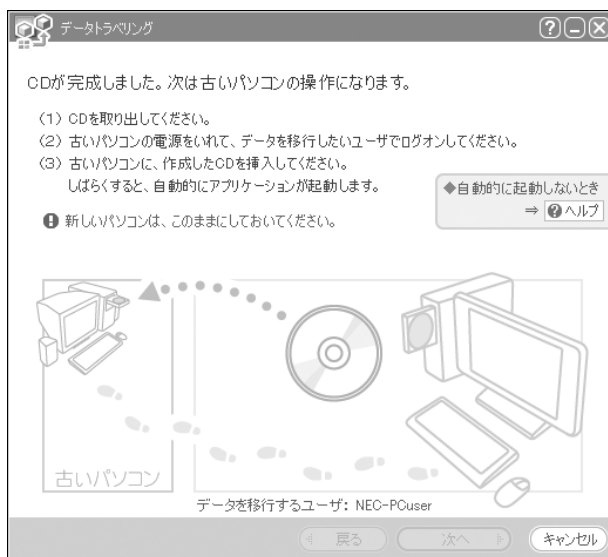 データトラベリング
CDが完成しました。次は古いパソコンの操作になります。
(1) CDを取り出してください。
(2) 古いパソコンの電源をいれて、データを移行したいユーザでログオンしてください。
(3) 古いパソコンに、作成したCDを挿入してください。
しばらくすると、自動的にアプリケーションが起動します。
◆自動的に起動しないとき
⇒ ?ヘルプ
! 新しいパソコンは、このままにしておいてください。
古いパソコン
データを移行するユーザ: NEC-PCuser
戻る 次へ キャンセル